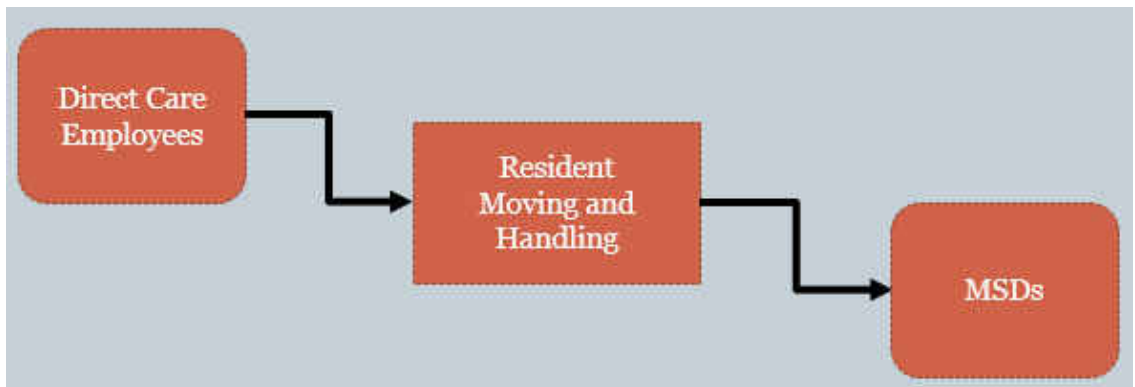 Direct Care
Employees
Resident
Moving and
Handling
MSDs